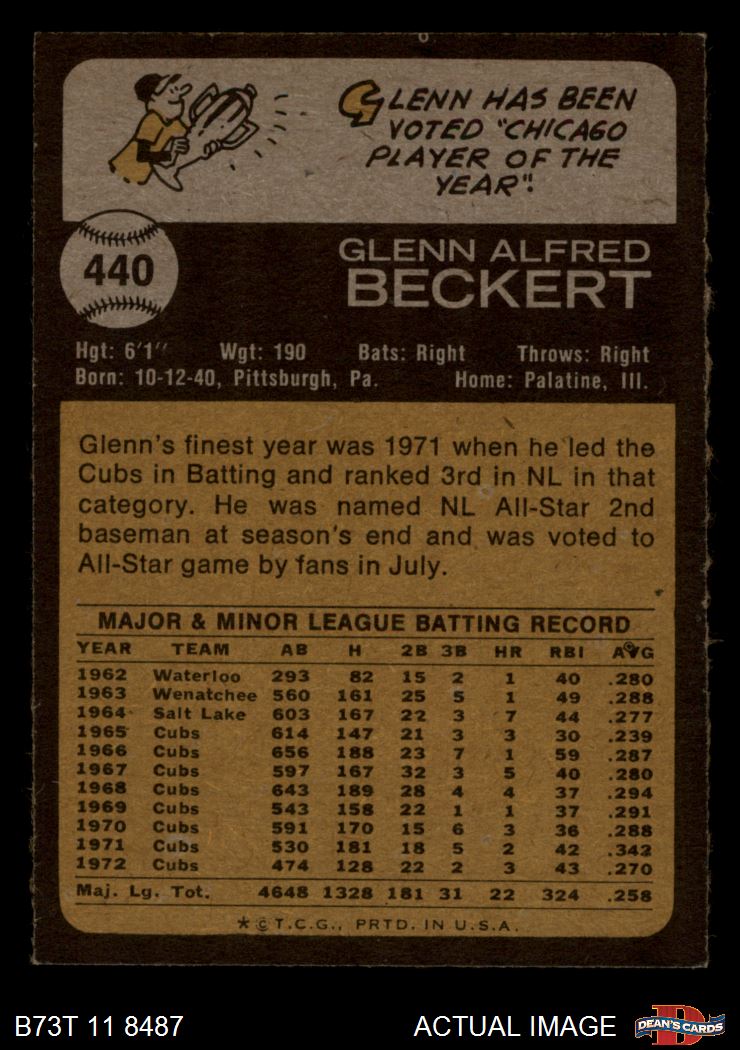 GLENN HAS BEEN
VOTED "CHICAGO
PLAYER OF THE
YEAR".
440
GLENN ALFRED
BECKERT
Hgt: 6'1" Wgt: 190 Bats: Right Throws: Right
Born: 10-12-40, Pittsburgh, Pa. Home: Palatine, Ill.
Glenn's finest year was 1971 when he led the
Cubs in Batting and ranked 3rd in NL in that
category. He was named NL All-Star 2nd
baseman at season's end and was voted to
All-Star game by fans in July.
MAJOR & MINOR LEAGUE BATTING RECORD
YEAR TEAM AB H 2B 3B HR RBI AVG
1962 Waterloo 293 82 15 2 1 40 .280
1963 Wenatchee 560 161 25 5 1 49 .288
1964 Salt Lake 603 167 22 3 7 44 .277
1965 Cubs 614 147 21 3 3 30 .239
1966 Cubs 656 188 23 7 1 59 .287
1967 Cubs 597 167 32 3 5 40 .280
1968 Cubs 643 189 28 4 4 37 .294
1969 Cubs 543 158 22 1 1 37 .291
1970 Cubs 591 170 15 6 3 36 .288
1971 Cubs 530 181 18 5 2 42 .342
1972 Cubs 474 128 22 2 3 43 .270
Maj. Lg. Tot. 4648 1328 181 31 22 324 .258
* © T.C.G., PRTD. IN U.S.A.
B73T 11 8487 ACTUAL IMAGE D DEAN'S CARDS